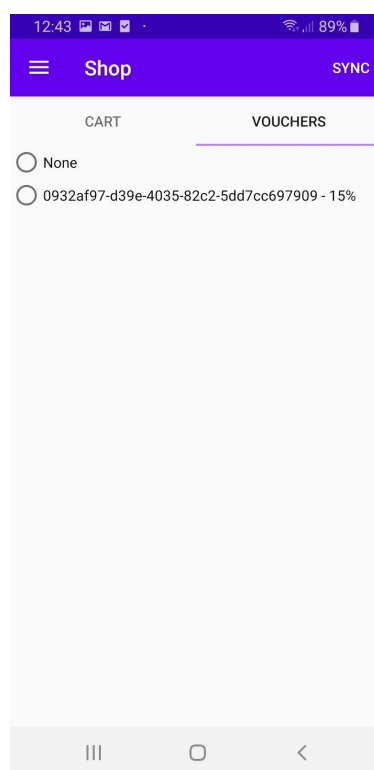 12:43
89%
Shop
SYNC
CART
VOUCHERS
None
0932af97-d39e-4035-82c2-5dd7cc697909 - 15%